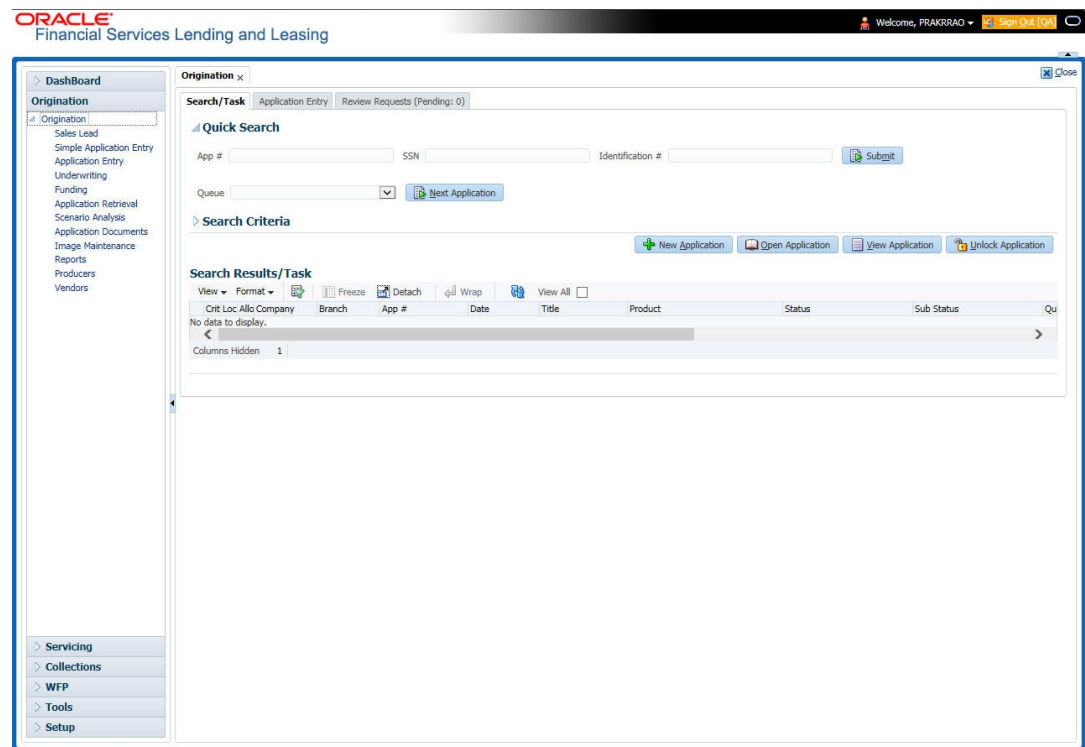 ORACLE
Financial Services Lending and Leasing
Welcome, PRAKRRAO
Sign Out [QA]
Close
DashBoard
Origination
Origination
Sales Lead
Simple Application Entry
Application Entry
Underwriting
Funding
Application Retrieval
Scenario Analysis
Application Documents
Image Maintenance
Reports
Producers
Vendors
Servicing
Collections
WFP
Tools
Setup
Origination x
Search/Task Application Entry Review Requests (Pending: 0)
Quick Search
App # SSN Identification # Submit
Queue Next Application
Search Criteria
New Application Open Application View Application Unlock Application
Search Results/Task
View Format Freeze Detach Wrap View All
Crit Loc Allo Company Branch App # Date Title Product Status Sub Status Qu
No data to display.
Columns Hidden 1